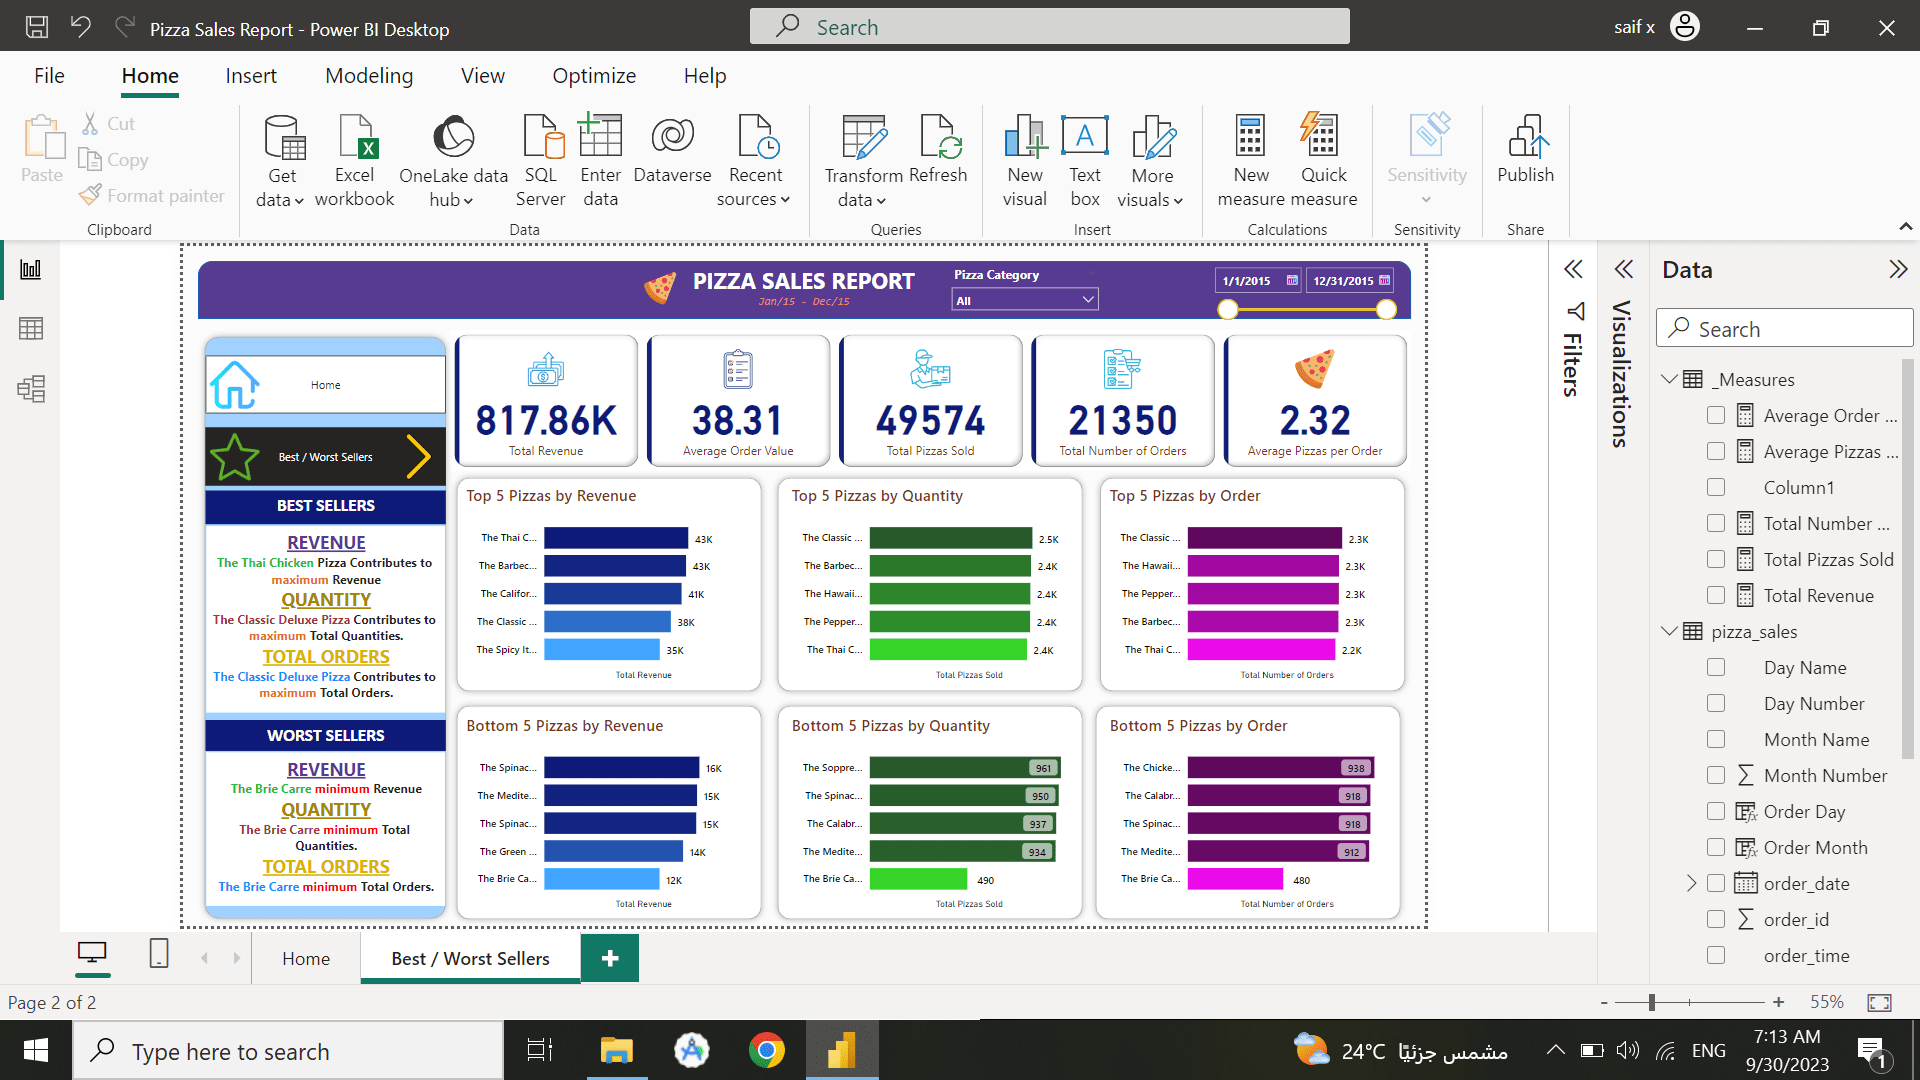 Pizza Sales Report - Power BI Desktop
Search
saif x
File
Home
Insert
Modeling
View
Optimize
Help
Paste
Cut
Copy
Format painter
Clipboard
Get data
Excel workbook
OneLake data hub
SQL Server
Enter data
Dataverse
Recent sources
Data
Transform data
Refresh
Queries
New visual
Text box
More visuals
Insert
New measure
Quick measure
Calculations
Sensitivity
Sensitivity
Publish
Share
PIZZA SALES REPORT
Jan/15 - Dec/15
Pizza Category
All
1/1/2015
12/31/2015
Home
Best / Worst Sellers
BEST SELLERS
REVENUE
The Thai Chicken Pizza Contributes to
maximum Revenue
QUANTITY
The Classic Deluxe Pizza Contributes to
maximum Total Quantities.
TOTAL ORDERS
The Classic Deluxe Pizza Contributes to
maximum Total Orders.
WORST SELLERS
REVENUE
The Brie Carre minimum Revenue
QUANTITY
The Brie Carre minimum Total
Quantities.
TOTAL ORDERS
The Brie Carre minimum Total Orders.
817.86K
Total Revenue
38.31
Average Order Value
49574
Total Pizzas Sold
21350
Total Number of Orders
2.32
Average Pizzas per Order
Top 5 Pizzas by Revenue
The Thai C... 43K
The Barbec... 43K
The Califor... 41K
The Classic ... 38K
The Spicy It... 35K
Total Revenue
Top 5 Pizzas by Quantity
The Classic ... 2.5K
The Barbec... 2.4K
The Hawaii... 2.4K
The Pepper... 2.4K
The Thai C... 2.4K
Total Pizzas Sold
Top 5 Pizzas by Order
The Classic ... 2.3K
The Hawaii... 2.3K
The Pepper... 2.3K
The Barbec... 2.3K
The Thai C... 2.2K
Total Number of Orders
Bottom 5 Pizzas by Revenue
The Spinac... 16K
The Medite... 15K
The Spinac... 15K
The Green ... 14K
The Brie Ca... 12K
Total Revenue
Bottom 5 Pizzas by Quantity
The Soppre... 961
The Spinac... 950
The Calabr... 937
The Medite... 934
The Brie Ca... 490
Total Pizzas Sold
Bottom 5 Pizzas by Order
The Chicke... 938
The Calabr... 918
The Spinac... 918
The Medite... 912
The Brie Ca... 480
Total Number of Orders
Filters
Visualizations
Data
Search
_Measures
Average Order ...
Average Pizzas ...
Column1
Total Number ...
Total Pizzas Sold
Total Revenue
pizza_sales
Day Name
Day Number
Month Name
Month Number
Order Day
Order Month
order_date
order_id
order_time
Home
Best / Worst Sellers
Page 2 of 2
- + 55%
Type here to search
24°C مشمس جزئيًا
ENG
7:13 AM
9/30/2023
1